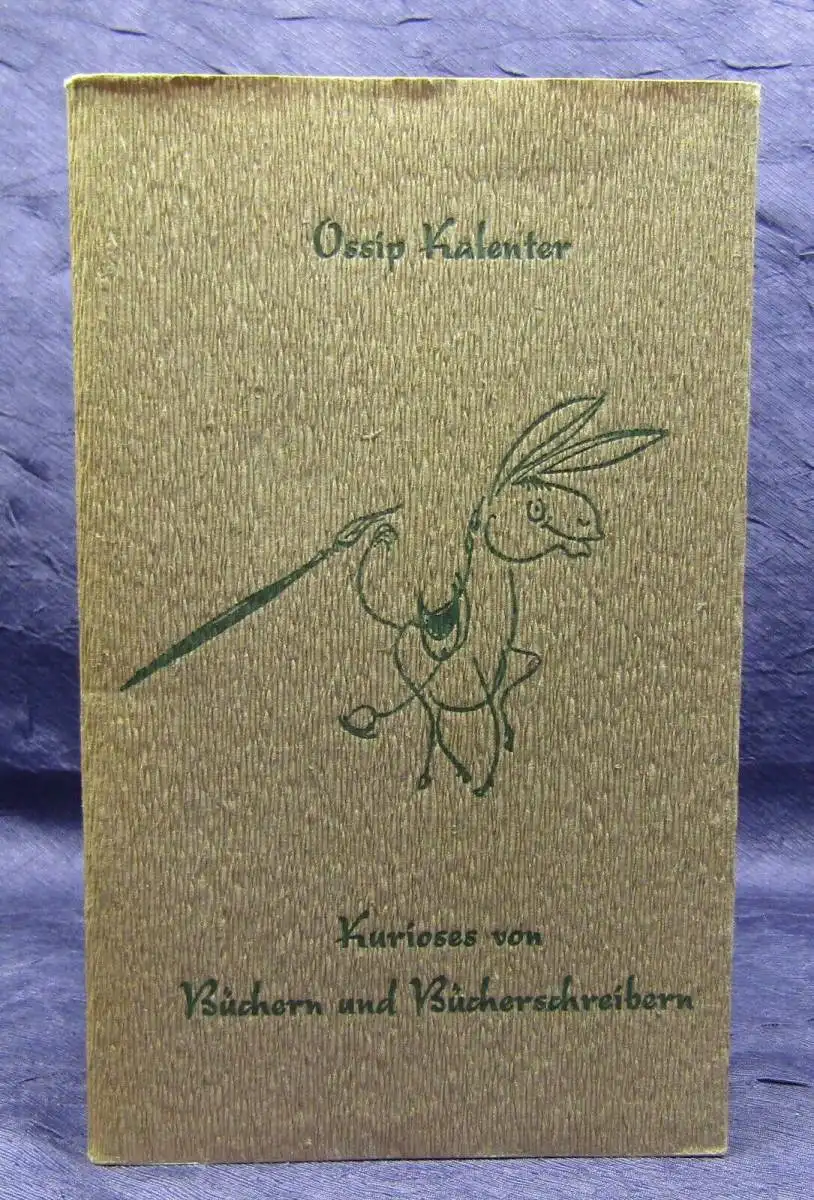 Ossip Kalenter
Kurioses von
Büchern und Bücherschreibern